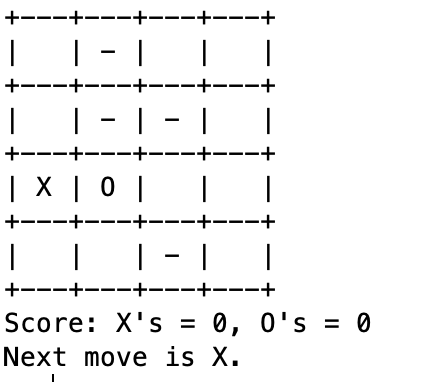 +---+---+---+---+
|   | - |   |   |
+---+---+---+---+
|   | - | - |   |
+---+---+---+---+
| X | O |   |   |
+---+---+---+---+
|   |   | - |   |
+---+---+---+---+
Score: X's = 0, O's = 0
Next move is X.